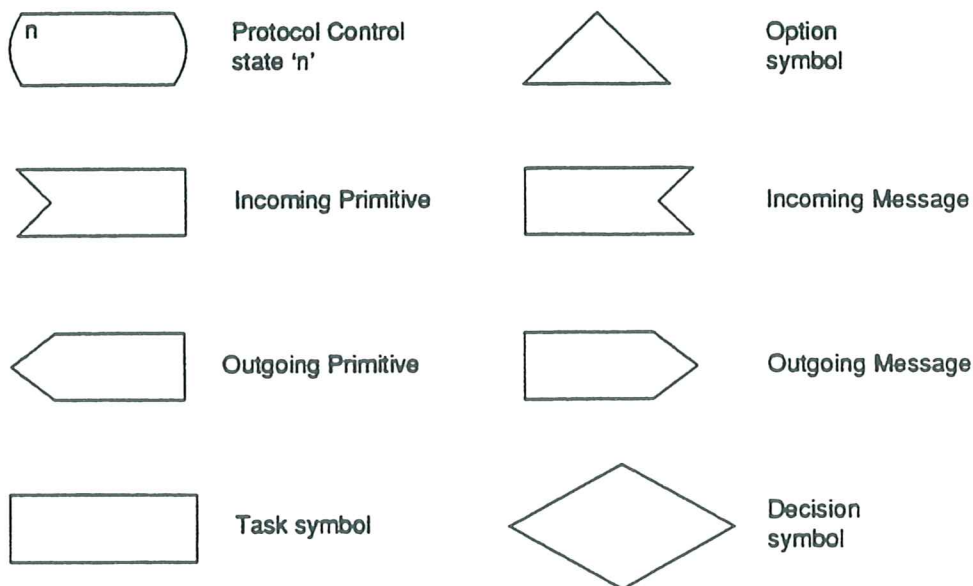 n
Protocol Control
state ‘n’
Option
symbol
Incoming Primitive
Incoming Message
Outgoing Primitive
Outgoing Message
Task symbol
Decision
symbol